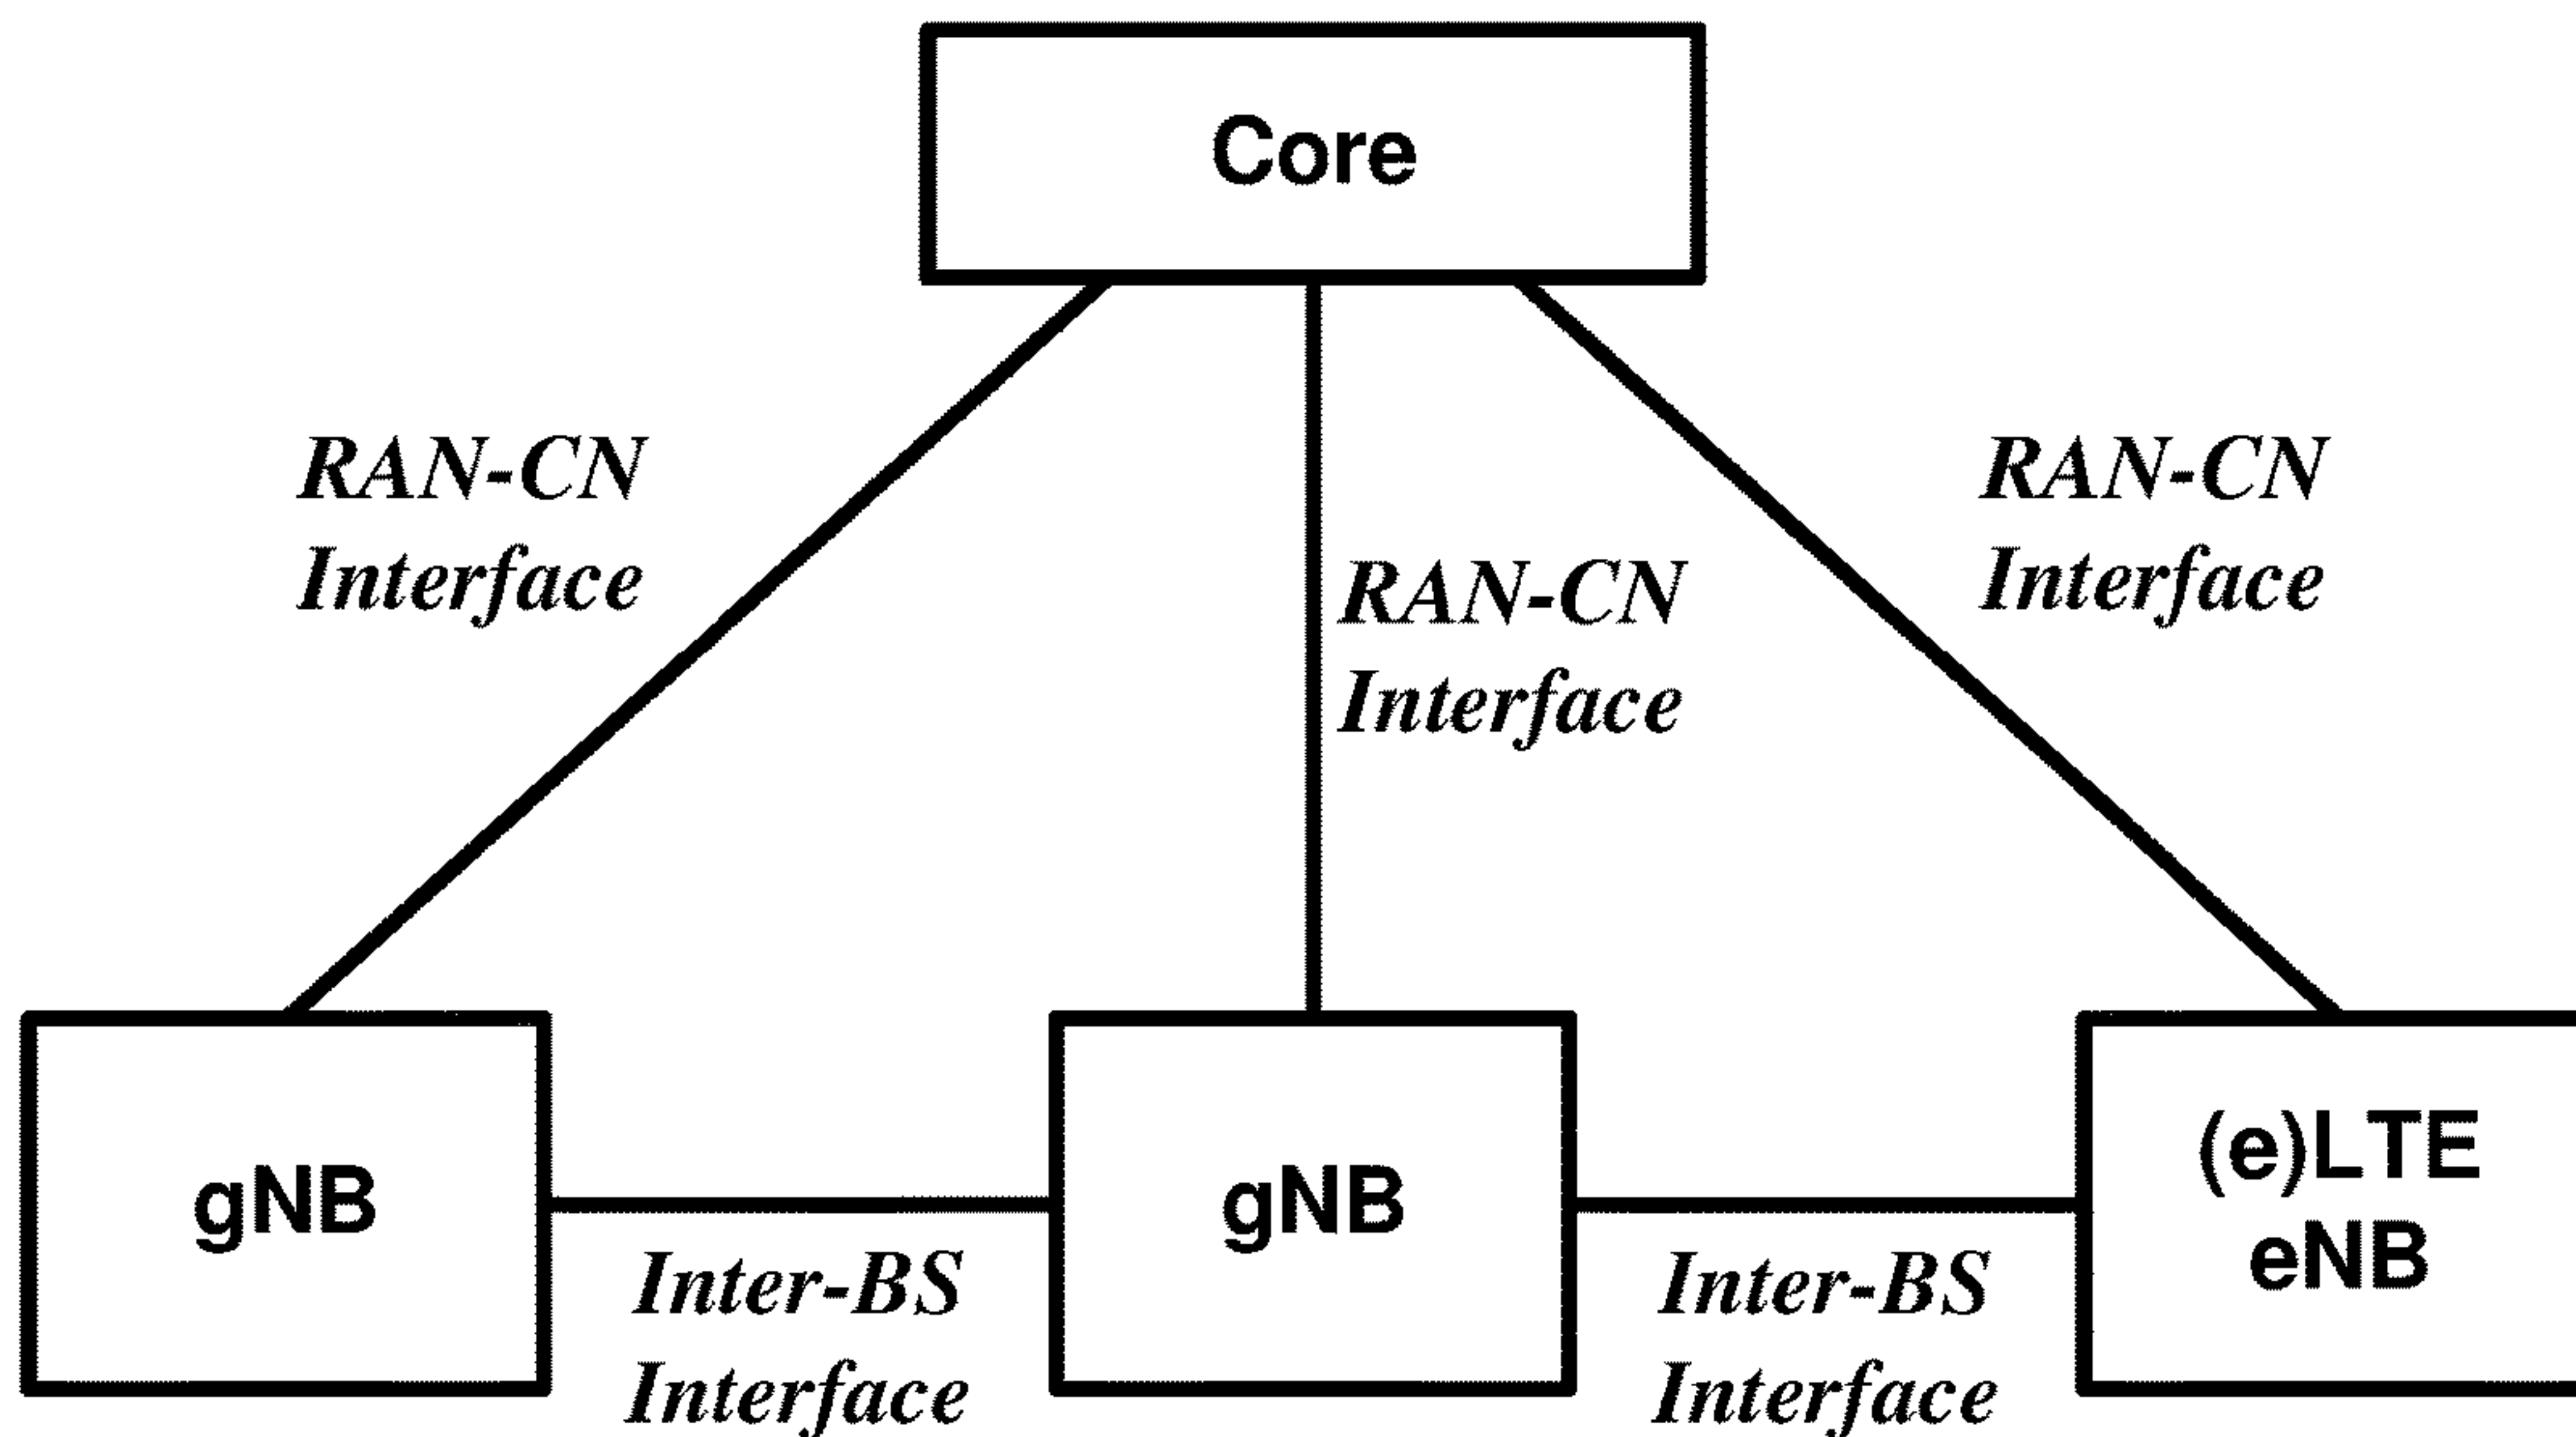 Core
RAN-CN
Interface
RAN-CN
Interface
RAN-CN
Interface
gNB
gNB
(e)LTE
eNB
Inter-BS
Interface
Inter-BS
Interface